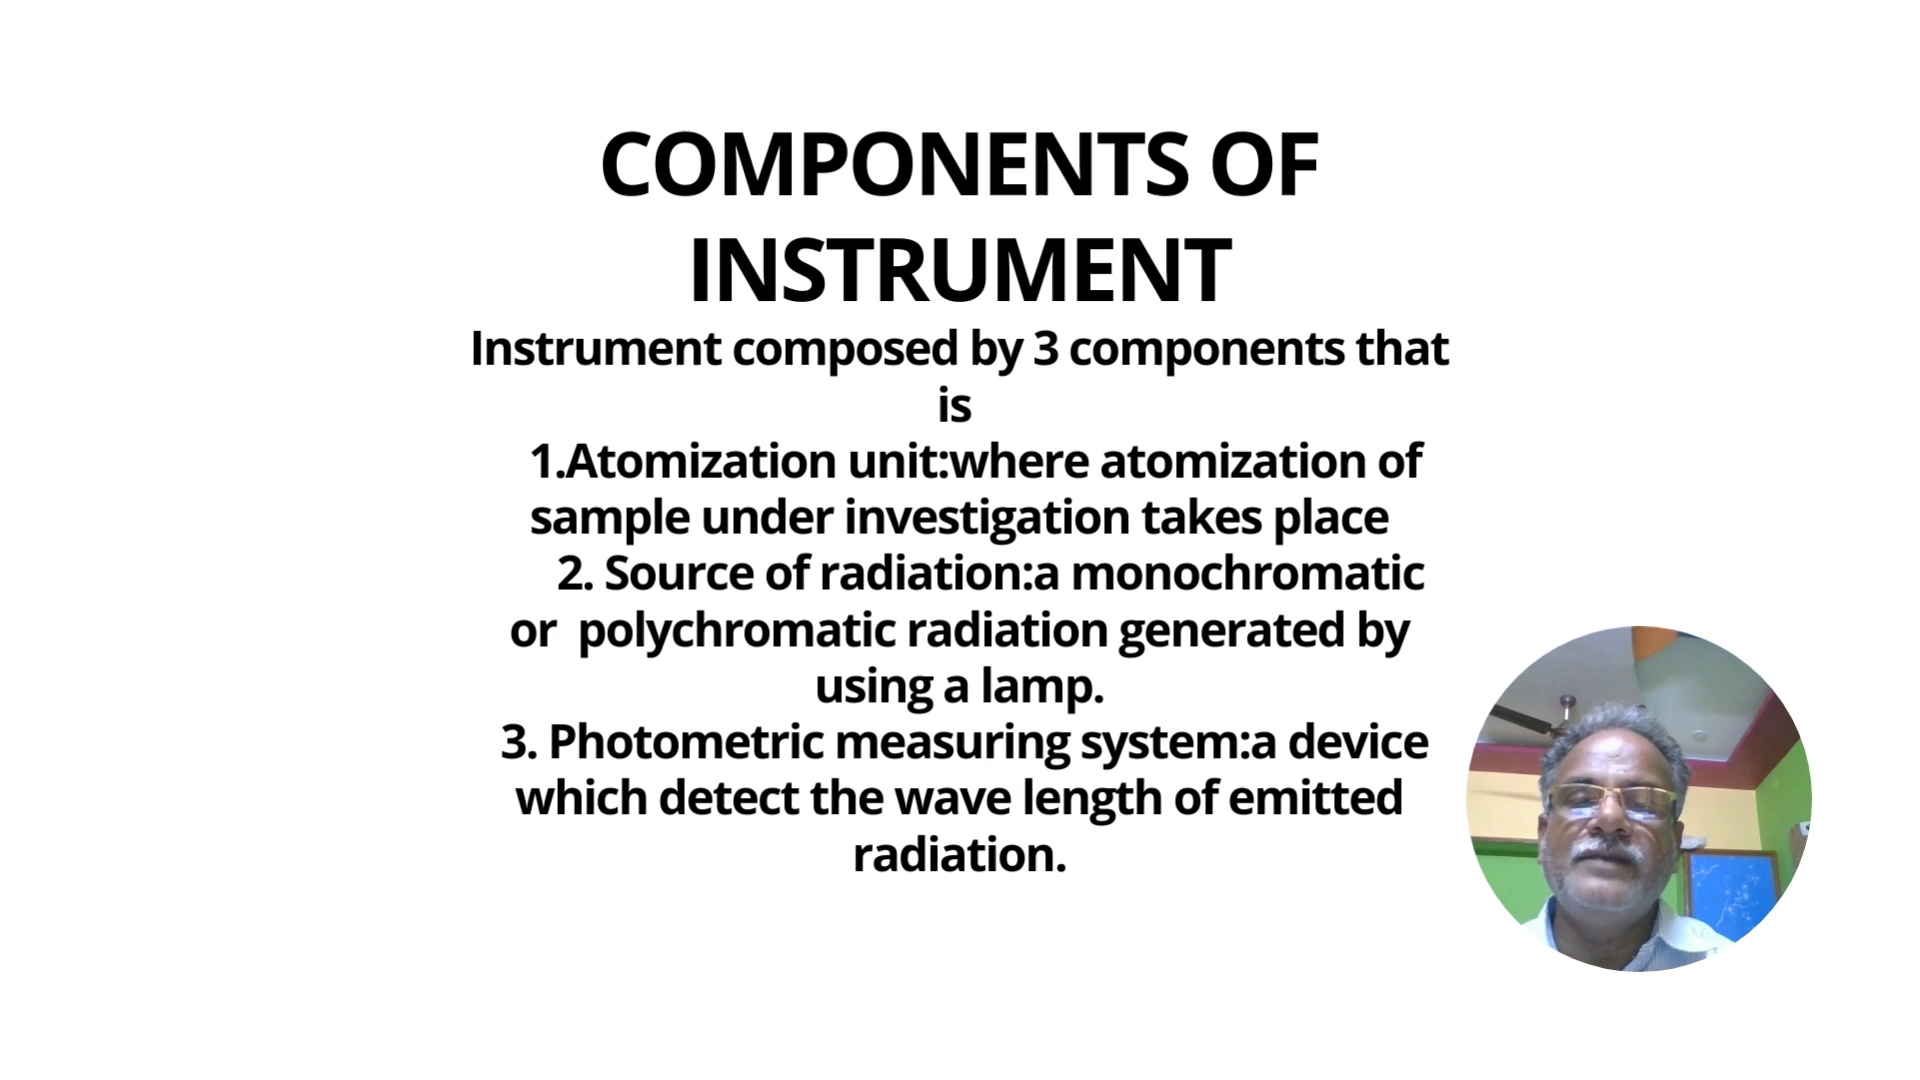 COMPONENTS OF
INSTRUMENT
Instrument composed by 3 components that
is
1.Atomization unit:where atomization of
sample under investigation takes place
2. Source of radiation:a monochromatic
or polychromatic radiation generated by
using a lamp.
3. Photometric measuring system:a device
which detect the wave length of emitted
radiation.